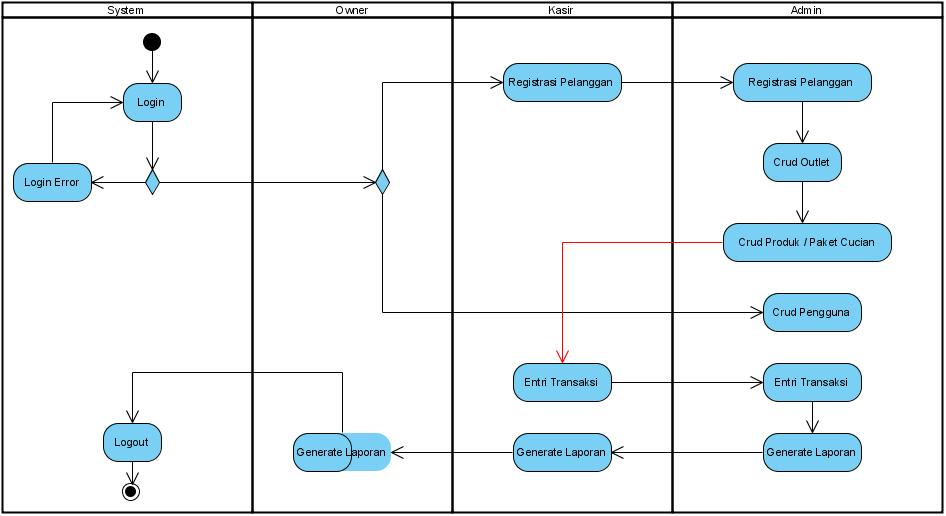 System Owner Kasir Admin
Registrasi Pelanggan Registrasi Pelanggan
Login
Crud Outlet
Login Error
Crud Produk / Paket Cucian
Crud Pengguna
Entri Transaksi Entri Transaksi
Logout Generate Laporan Generate Laporan Generate Laporan